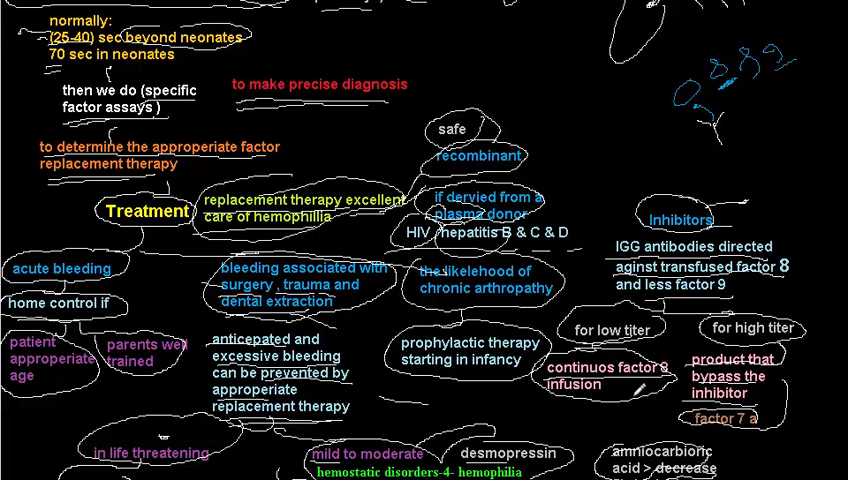 normally:
(25-40) sec beyond neonates
70 sec in neonates
then we do (specific
factor assays )
to make precise diagnosis
to determine the approperiate factor
replacement therapy
Treatment
replacement therapy excellent
care of hemofhillia
safe
recombinant
if dervied from a
plasma donor
HIV, hepatitis B & C & D
Inhibitors
IGG antibodies directed
aginst transfused factor 8
and less factor 9
acute bleeding
home control if
patient
approperiate
age
parents well
trained
bleeding associated with
surgery , trauma and
dental extraction
anticepated and
excessive bleeding
can be prevented by
approperiate
replacement therapy
the likelehood of
chronic arthropathy
prophylactic therapy
starting in infancy
for low titer
continuos factor 8
infusion
for high titer
product that
bypass the
inhibitor
factor 7 a
in life threatening
mild to moderate
desmopressin
amniocarbioric
acid > decrease
hemostatic disorders-4- hemophilia